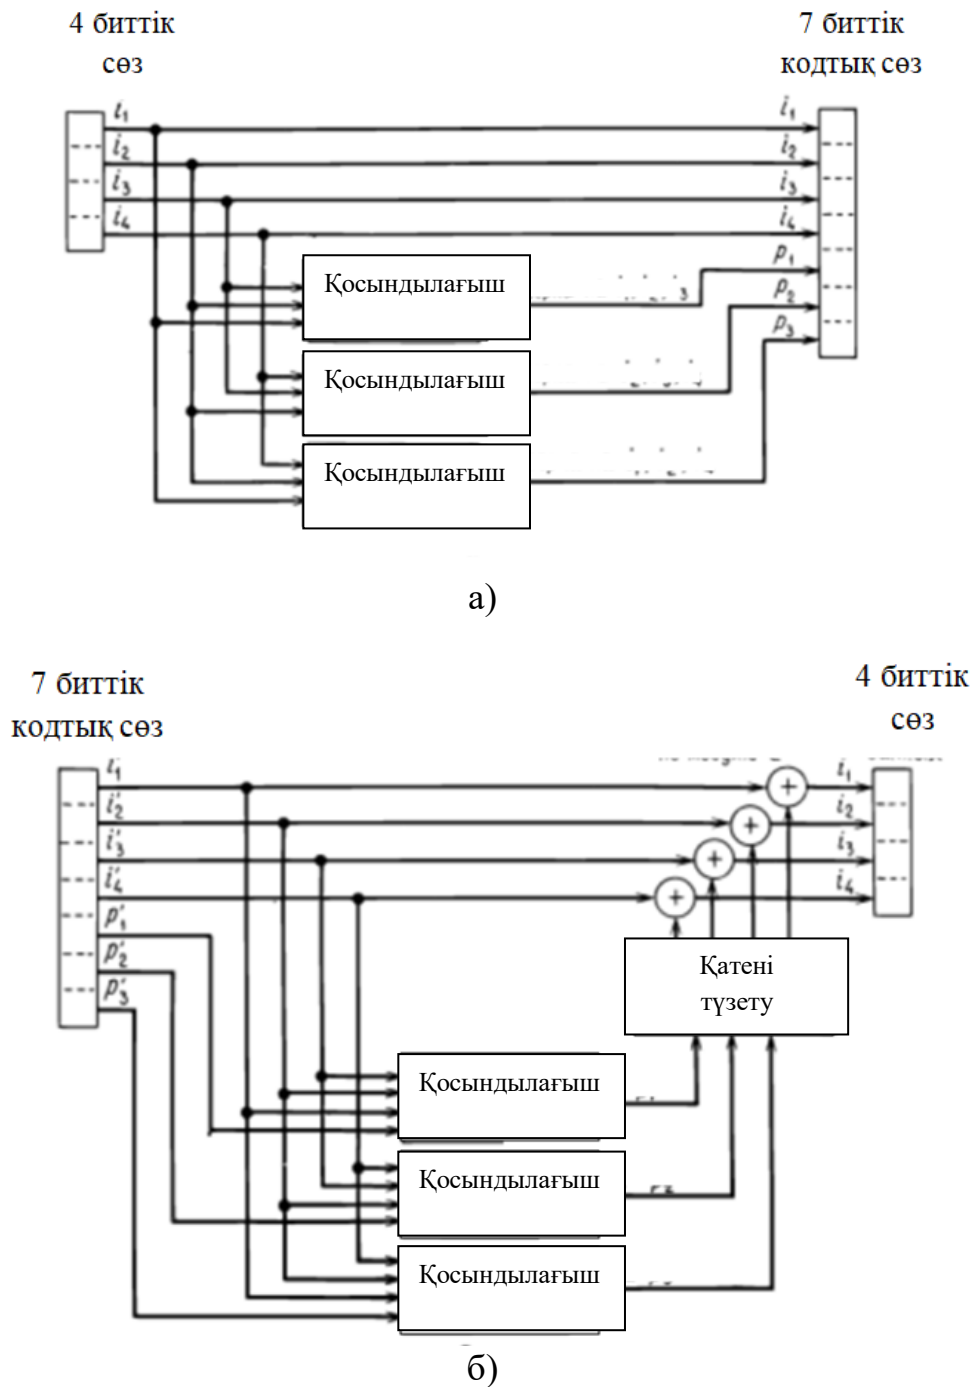 4 биттік
сөз
7 биттік
кодтық сөз
i₁
i₂
i₃
i₄
i₁
i₂
i₃
i₄
p₁
p₂
p₃
Қосындылағыш
Қосындылағыш
Қосындылағыш
а)
7 биттік
кодтық сөз
4 биттік
сөз
i′₁
i′₂
i′₃
i′₄
p′₁
p′₂
p′₃
+
+
+
+
i₁
i₂
i₃
i₄
Қатені
түзету
Қосындылағыш
Қосындылағыш
Қосындылағыш
б)